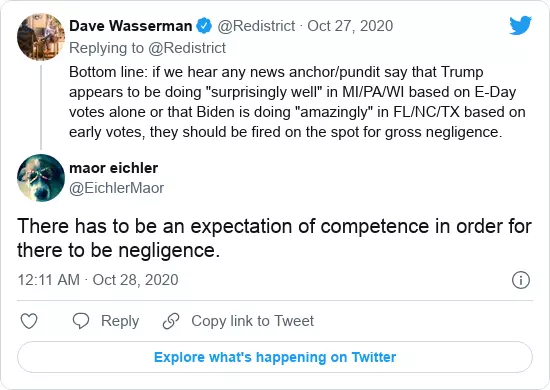 Dave Wasserman @Redistrict · Oct 27, 2020
Replying to @Redistrict
Bottom line: if we hear any news anchor/pundit say that Trump
appears to be doing "surprisingly well" in MI/PA/WI based on E-Day
votes alone or that Biden is doing "amazingly" in FL/NC/TX based on
early votes, they should be fired on the spot for gross negligence.
maor eichler
@EichlerMaor
There has to be an expectation of competence in order for
there to be negligence.
12:11 AM · Oct 28, 2020
Reply Copy link to Tweet
Explore what's happening on Twitter